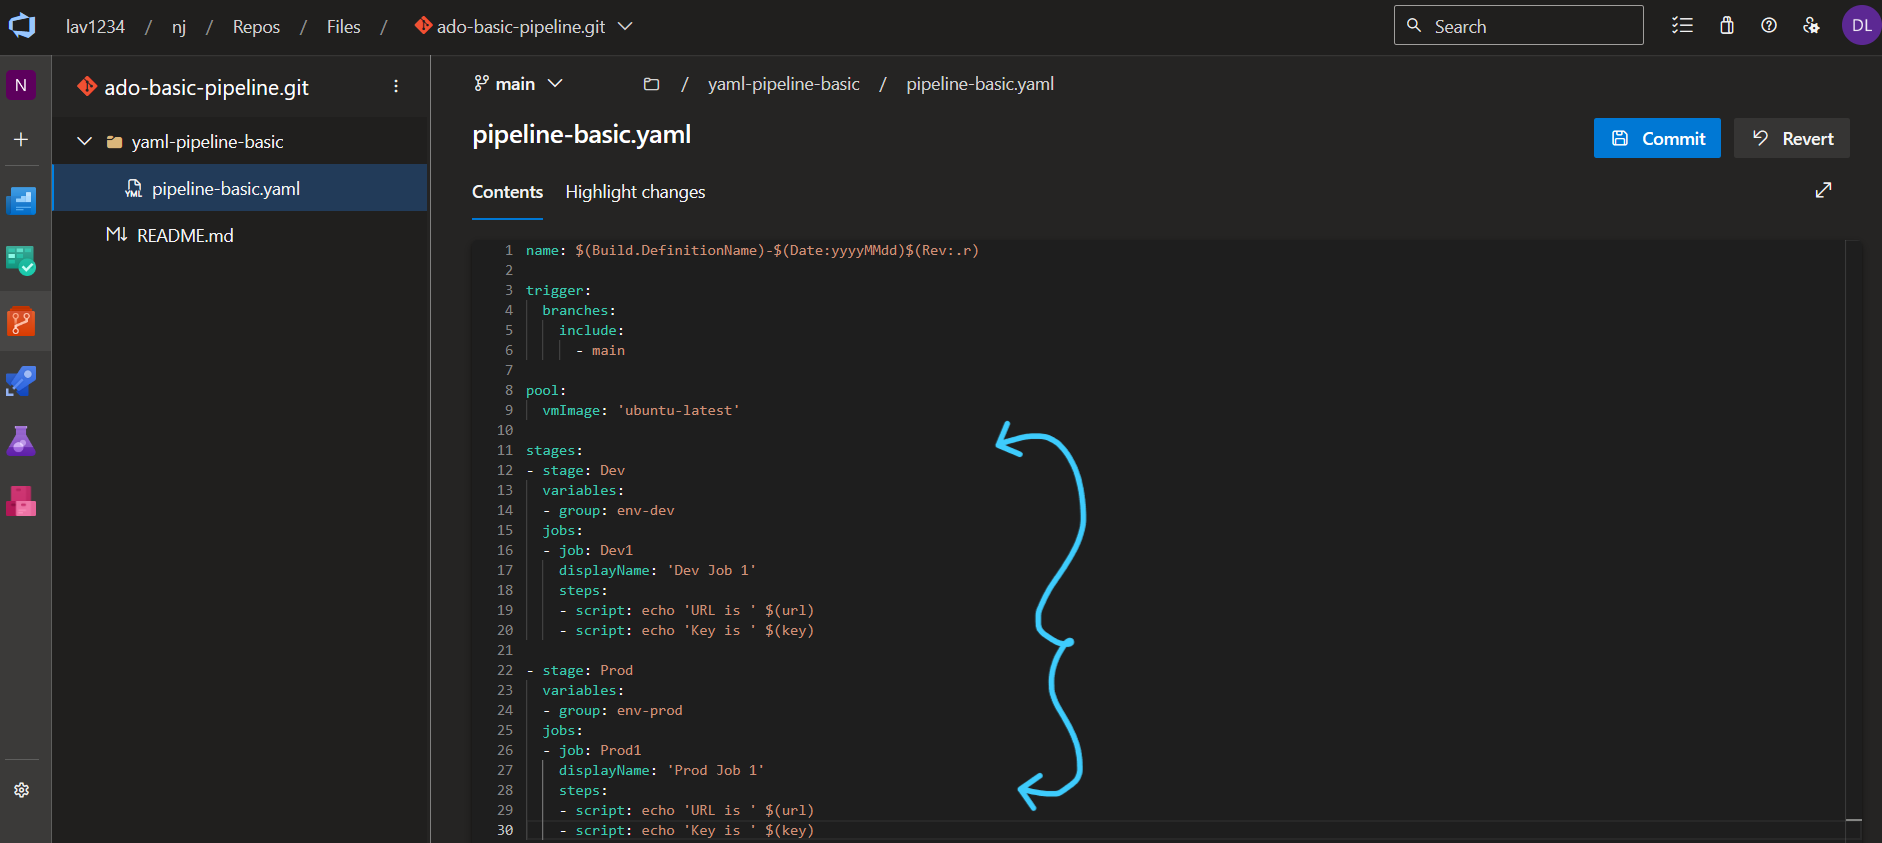 lav1234 / nj / Repos / Files / ado-basic-pipeline.git
Search
DL
N
ado-basic-pipeline.git
yaml-pipeline-basic
YML pipeline-basic.yaml
M↓ README.md
main
/ yaml-pipeline-basic / pipeline-basic.yaml
pipeline-basic.yaml
Commit
Revert
Contents
Highlight changes
1 name: $(Build.DefinitionName)-$(Date:yyyyMMdd)$(Rev:.r)
2
3 trigger:
4 branches:
5 include:
6 - main
7
8 pool:
9 vmImage: 'ubuntu-latest'
10
11 stages:
12 - stage: Dev
13 variables:
14 - group: env-dev
15 jobs:
16 - job: Dev1
17 displayName: 'Dev Job 1'
18 steps:
19 - script: echo 'URL is ' $(url)
20 - script: echo 'Key is ' $(key)
21
22 - stage: Prod
23 variables:
24 - group: env-prod
25 jobs:
26 - job: Prod1
27 displayName: 'Prod Job 1'
28 steps:
29 - script: echo 'URL is ' $(url)
30 - script: echo 'Key is ' $(key)